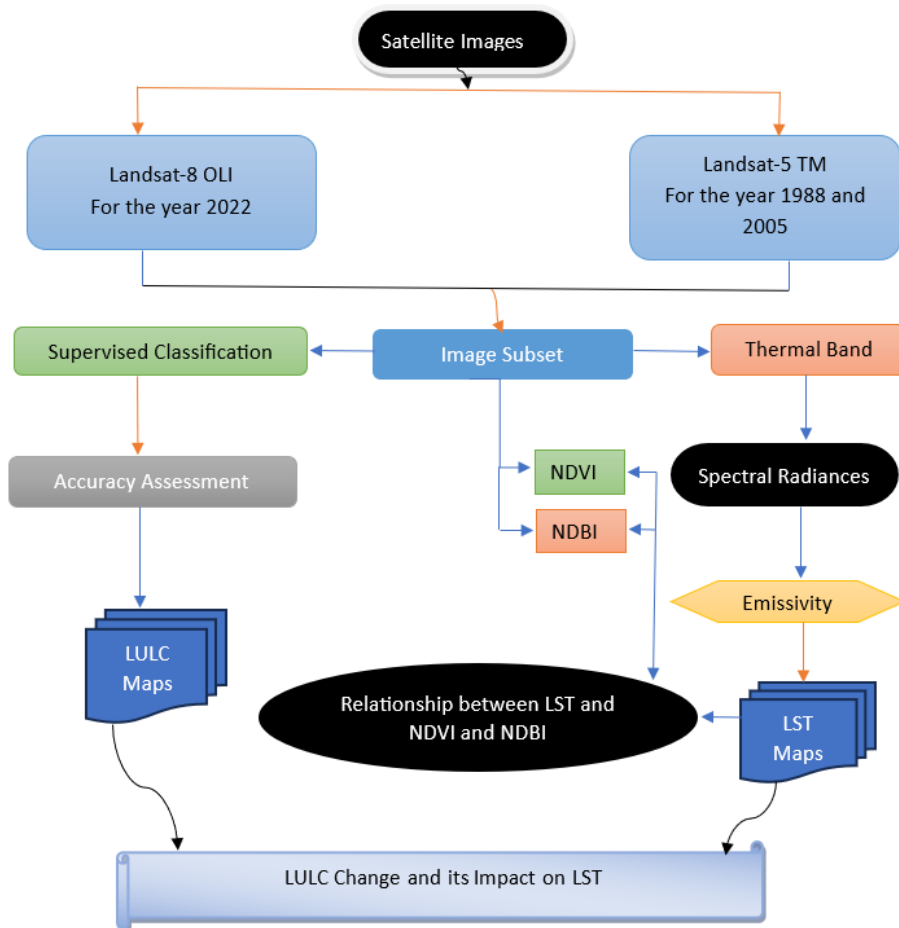 Satellite Images
Landsat-8 OLI
For the year 2022
Landsat-5 TM
For the year 1988 and
2005
Supervised Classification
Image Subset
Thermal Band
Accuracy Assessment
NDVI
Spectral Radiances
NDBI
Emissivity
LULC
Maps
Relationship between LST and
NDVI and NDBI
LST
Maps
LULC Change and its Impact on LST